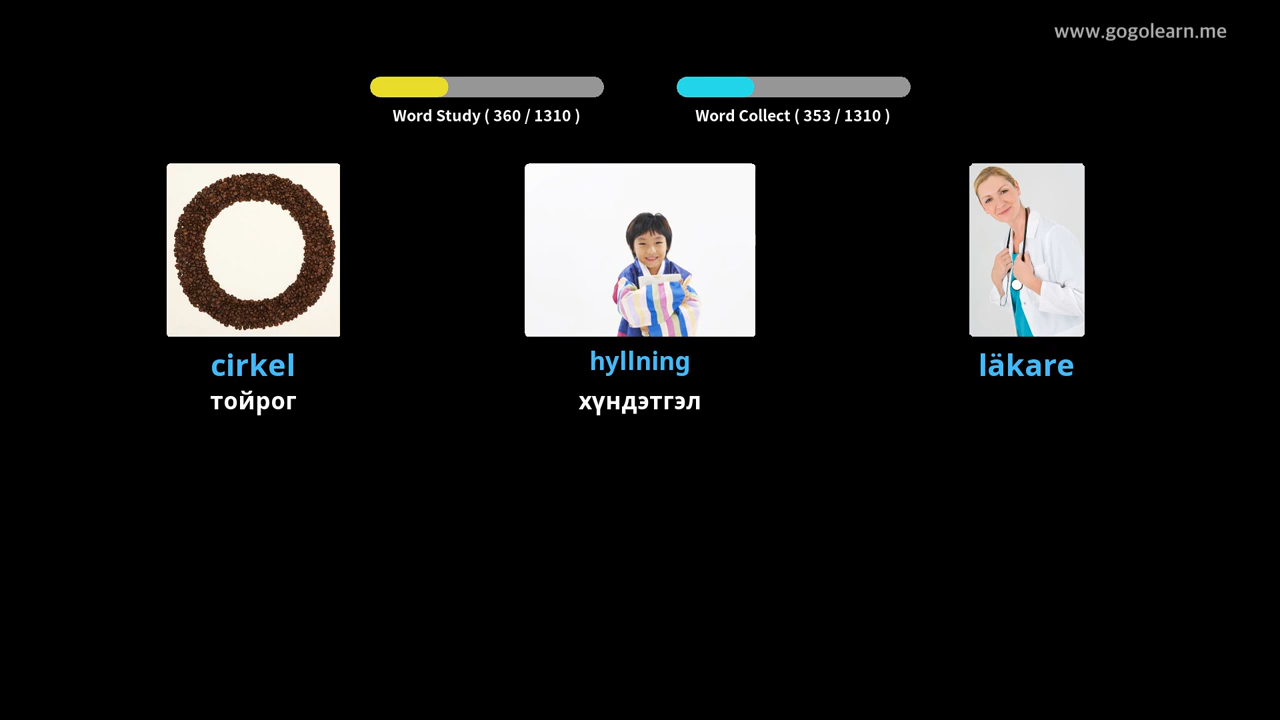 www.gogolearn.me
Word Study ( 360 / 1310 )
Word Collect ( 353 / 1310 )
cirkel
тойрог
hyllning
хүндэтгэл
läkare